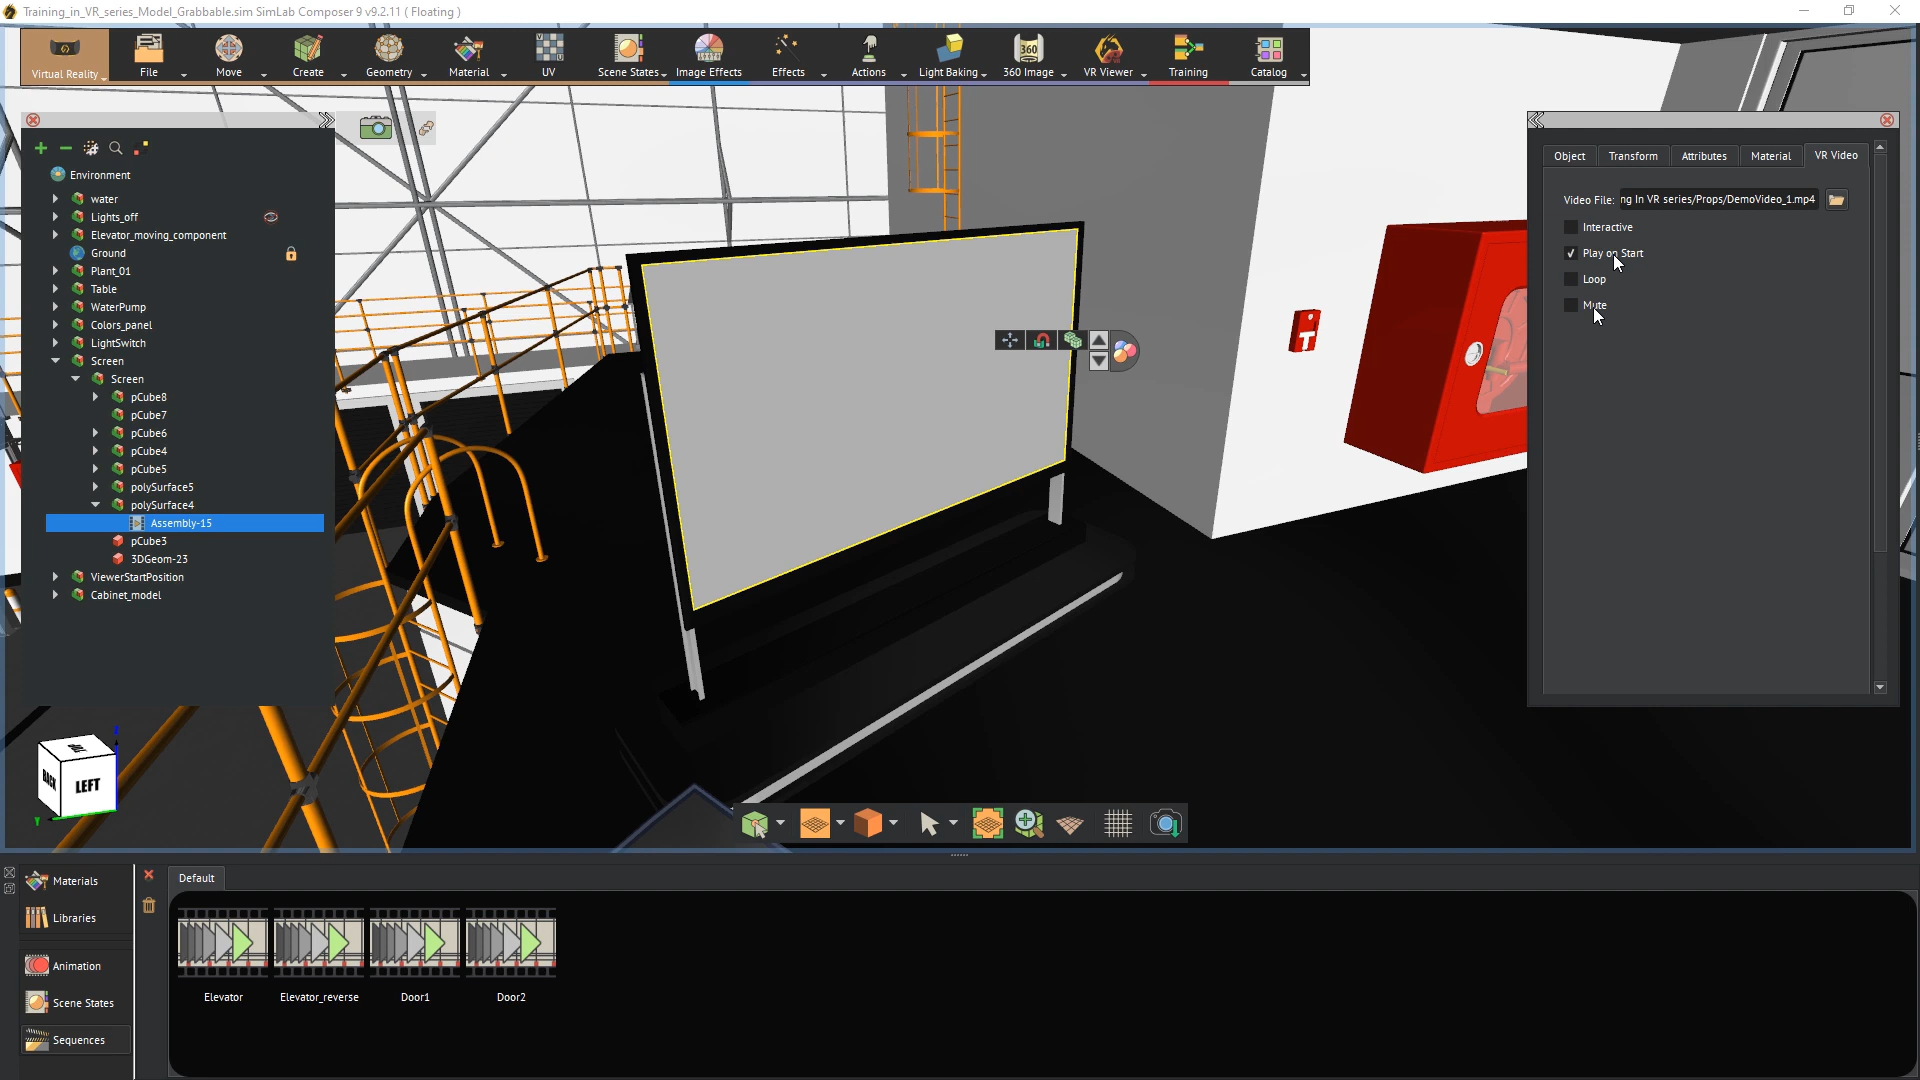 Training_in_VR_series_Model_Grabbable.sim SimLab Composer 9 v9.2.11 ( Floating )
Virtual Reality
File
Move
Create
Geometry
Material
UV
Scene States
Image Effects
Effects
Actions
Light Baking
360
360 Image
VR Viewer
Training
Catalog
Environment
water
Lights_off
Elevator_moving_component
Ground
Plant_01
Table
WaterPump
Colors_panel
LightSwitch
Screen
Screen
pCube8
pCube7
pCube6
pCube4
pCube5
polySurface5
polySurface4
Assembly-15
pCube3
3DGeom-23
ViewerStartPosition
Cabinet_model
Object
Transform
Attributes
Material
VR Video
Video File:
ng In VR series/Props/DemoVideo_1.mp4
Interactive
Play on Start
Loop
Mute
BACK
LEFT
Materials
Libraries
Animation
Scene States
Sequences
Default
Elevator
Elevator_reverse
Door1
Door2